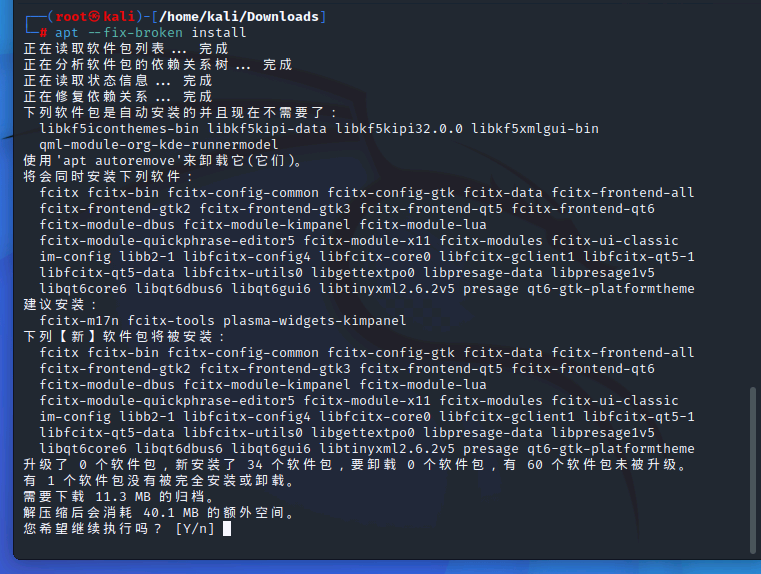 ┌──(root㉿kali)-[/home/kali/Downloads]
└─# apt --fix-broken install
正在读取软件包列表... 完成
正在分析软件包的依赖关系树... 完成
正在读取状态信息... 完成
正在修复依赖关系... 完成
下列软件包是自动安装的并且现在不需要了：
  libkf5iconthemes-bin libkf5kipi-data libkf5kipi32.0.0 libkf5xmlgui-bin
  qml-module-org-kde-runnermodel
使用'apt autoremove'来卸载它(它们)。
将会同时安装下列软件：
  fcitx fcitx-bin fcitx-config-common fcitx-config-gtk fcitx-data fcitx-frontend-all
  fcitx-frontend-gtk2 fcitx-frontend-gtk3 fcitx-frontend-qt5 fcitx-frontend-qt6
  fcitx-module-dbus fcitx-module-kimpanel fcitx-module-lua
  fcitx-module-quickphrase-editor5 fcitx-module-x11 fcitx-modules fcitx-ui-classic
  im-config libb2-1 libfcitx-config4 libfcitx-core0 libfcitx-gclient1 libfcitx-qt5-1
  libfcitx-qt5-data libfcitx-utils0 libgettextpo0 libpresage-data libpresage1v5
  libqt6core6 libqt6dbus6 libqt6gui6 libtinyxml2.6.2v5 presage qt6-gtk-platformtheme
建议安装：
  fcitx-m17n fcitx-tools plasma-widgets-kimpanel
下列【新】软件包将被安装：
  fcitx fcitx-bin fcitx-config-common fcitx-config-gtk fcitx-data fcitx-frontend-all
  fcitx-frontend-gtk2 fcitx-frontend-gtk3 fcitx-frontend-qt5 fcitx-frontend-qt6
  fcitx-module-dbus fcitx-module-kimpanel fcitx-module-lua
  fcitx-module-quickphrase-editor5 fcitx-module-x11 fcitx-modules fcitx-ui-classic
  im-config libb2-1 libfcitx-config4 libfcitx-core0 libfcitx-gclient1 libfcitx-qt5-1
  libfcitx-qt5-data libfcitx-utils0 libgettextpo0 libpresage-data libpresage1v5
  libqt6core6 libqt6dbus6 libqt6gui6 libtinyxml2.6.2v5 presage qt6-gtk-platformtheme
升级了 0 个软件包，新安装了 34 个软件包，要卸载 0 个软件包，有 60 个软件包未被升级。
有 1 个软件包没有被完全安装或卸载。
需要下载 11.3 MB 的归档。
解压缩后会消耗 40.1 MB 的额外空间。
您希望继续执行吗？ [Y/n]